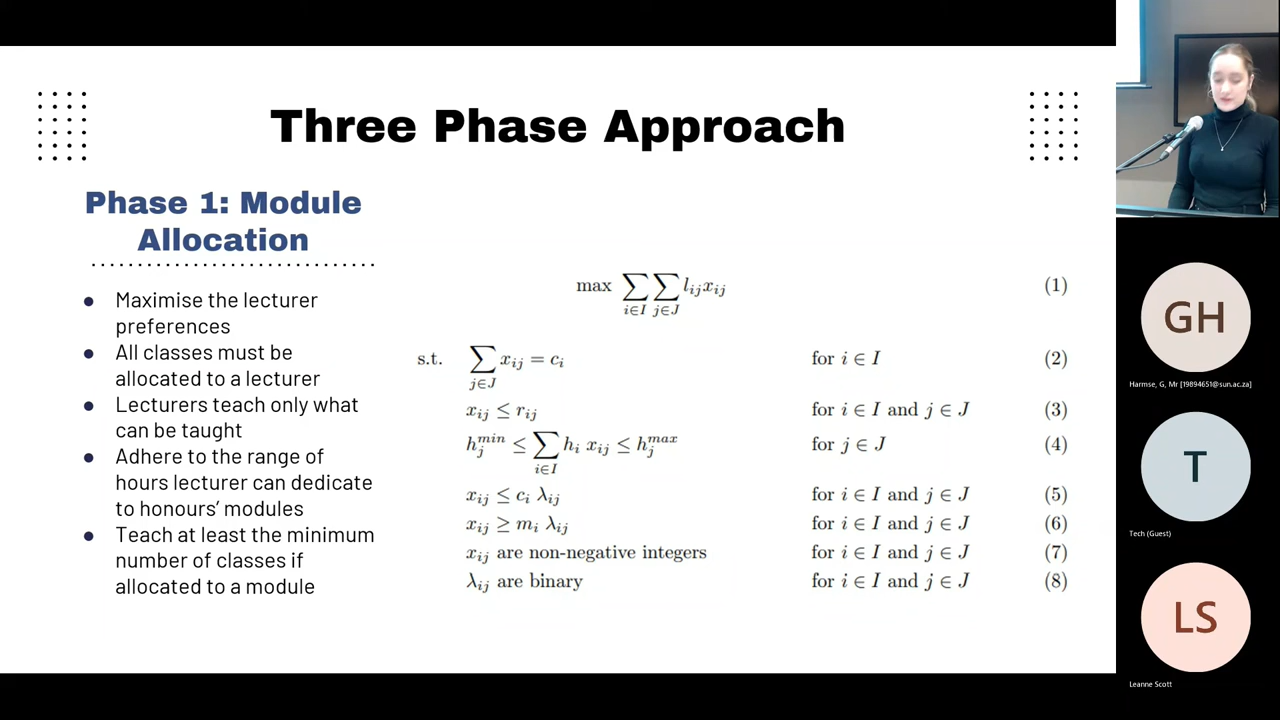 Three Phase Approach
Phase 1: Module
Allocation
● Maximise the lecturer
preferences
● All classes must be
allocated to a lecturer
● Lecturers teach only what
can be taught
● Adhere to the range of
hours lecturer can dedicate
to honours' modules
● Teach at least the minimum
number of classes if
allocated to a module
max ∑_{i∈I} ∑_{j∈J} l_{ij} x_{ij} (1)
s.t. ∑_{j∈J} x_{ij} = c_i for i ∈ I (2)
x_{ij} ≤ r_{ij} for i ∈ I and j ∈ J (3)
h_j^{min} ≤ ∑_{i∈I} h_i x_{ij} ≤ h_j^{max} for j ∈ J (4)
x_{ij} ≤ c_i λ_{ij} for i ∈ I and j ∈ J (5)
x_{ij} ≥ m_i λ_{ij} for i ∈ I and j ∈ J (6)
x_{ij} are non-negative integers for i ∈ I and j ∈ J (7)
λ_{ij} are binary for i ∈ I and j ∈ J (8)
GH
Harmse, G, Mr [19894651@sun.ac.za]
T
Tech (Guest)
LS
Leanne Scott